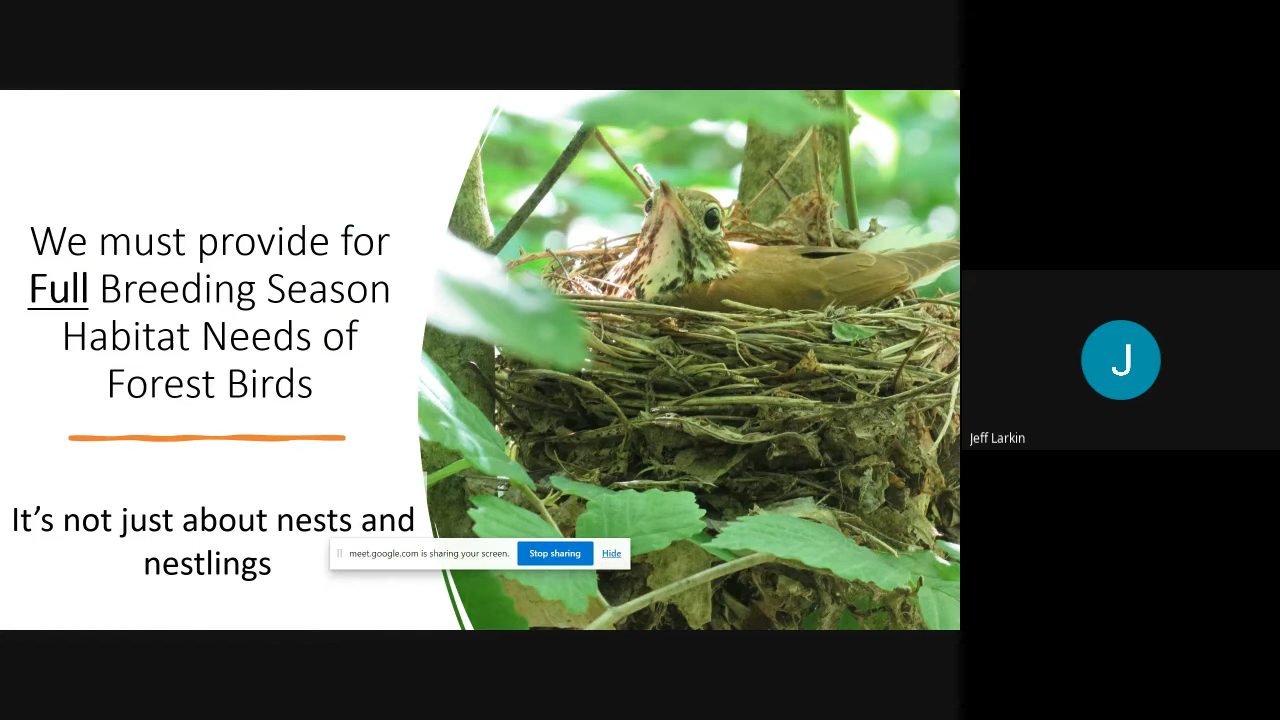 We must provide for
Full Breeding Season
Habitat Needs of
Forest Birds
It's not just about nests and
nestlings
meet.google.com is sharing your screen.
Stop sharing
Hide
J
Jeff Larkin